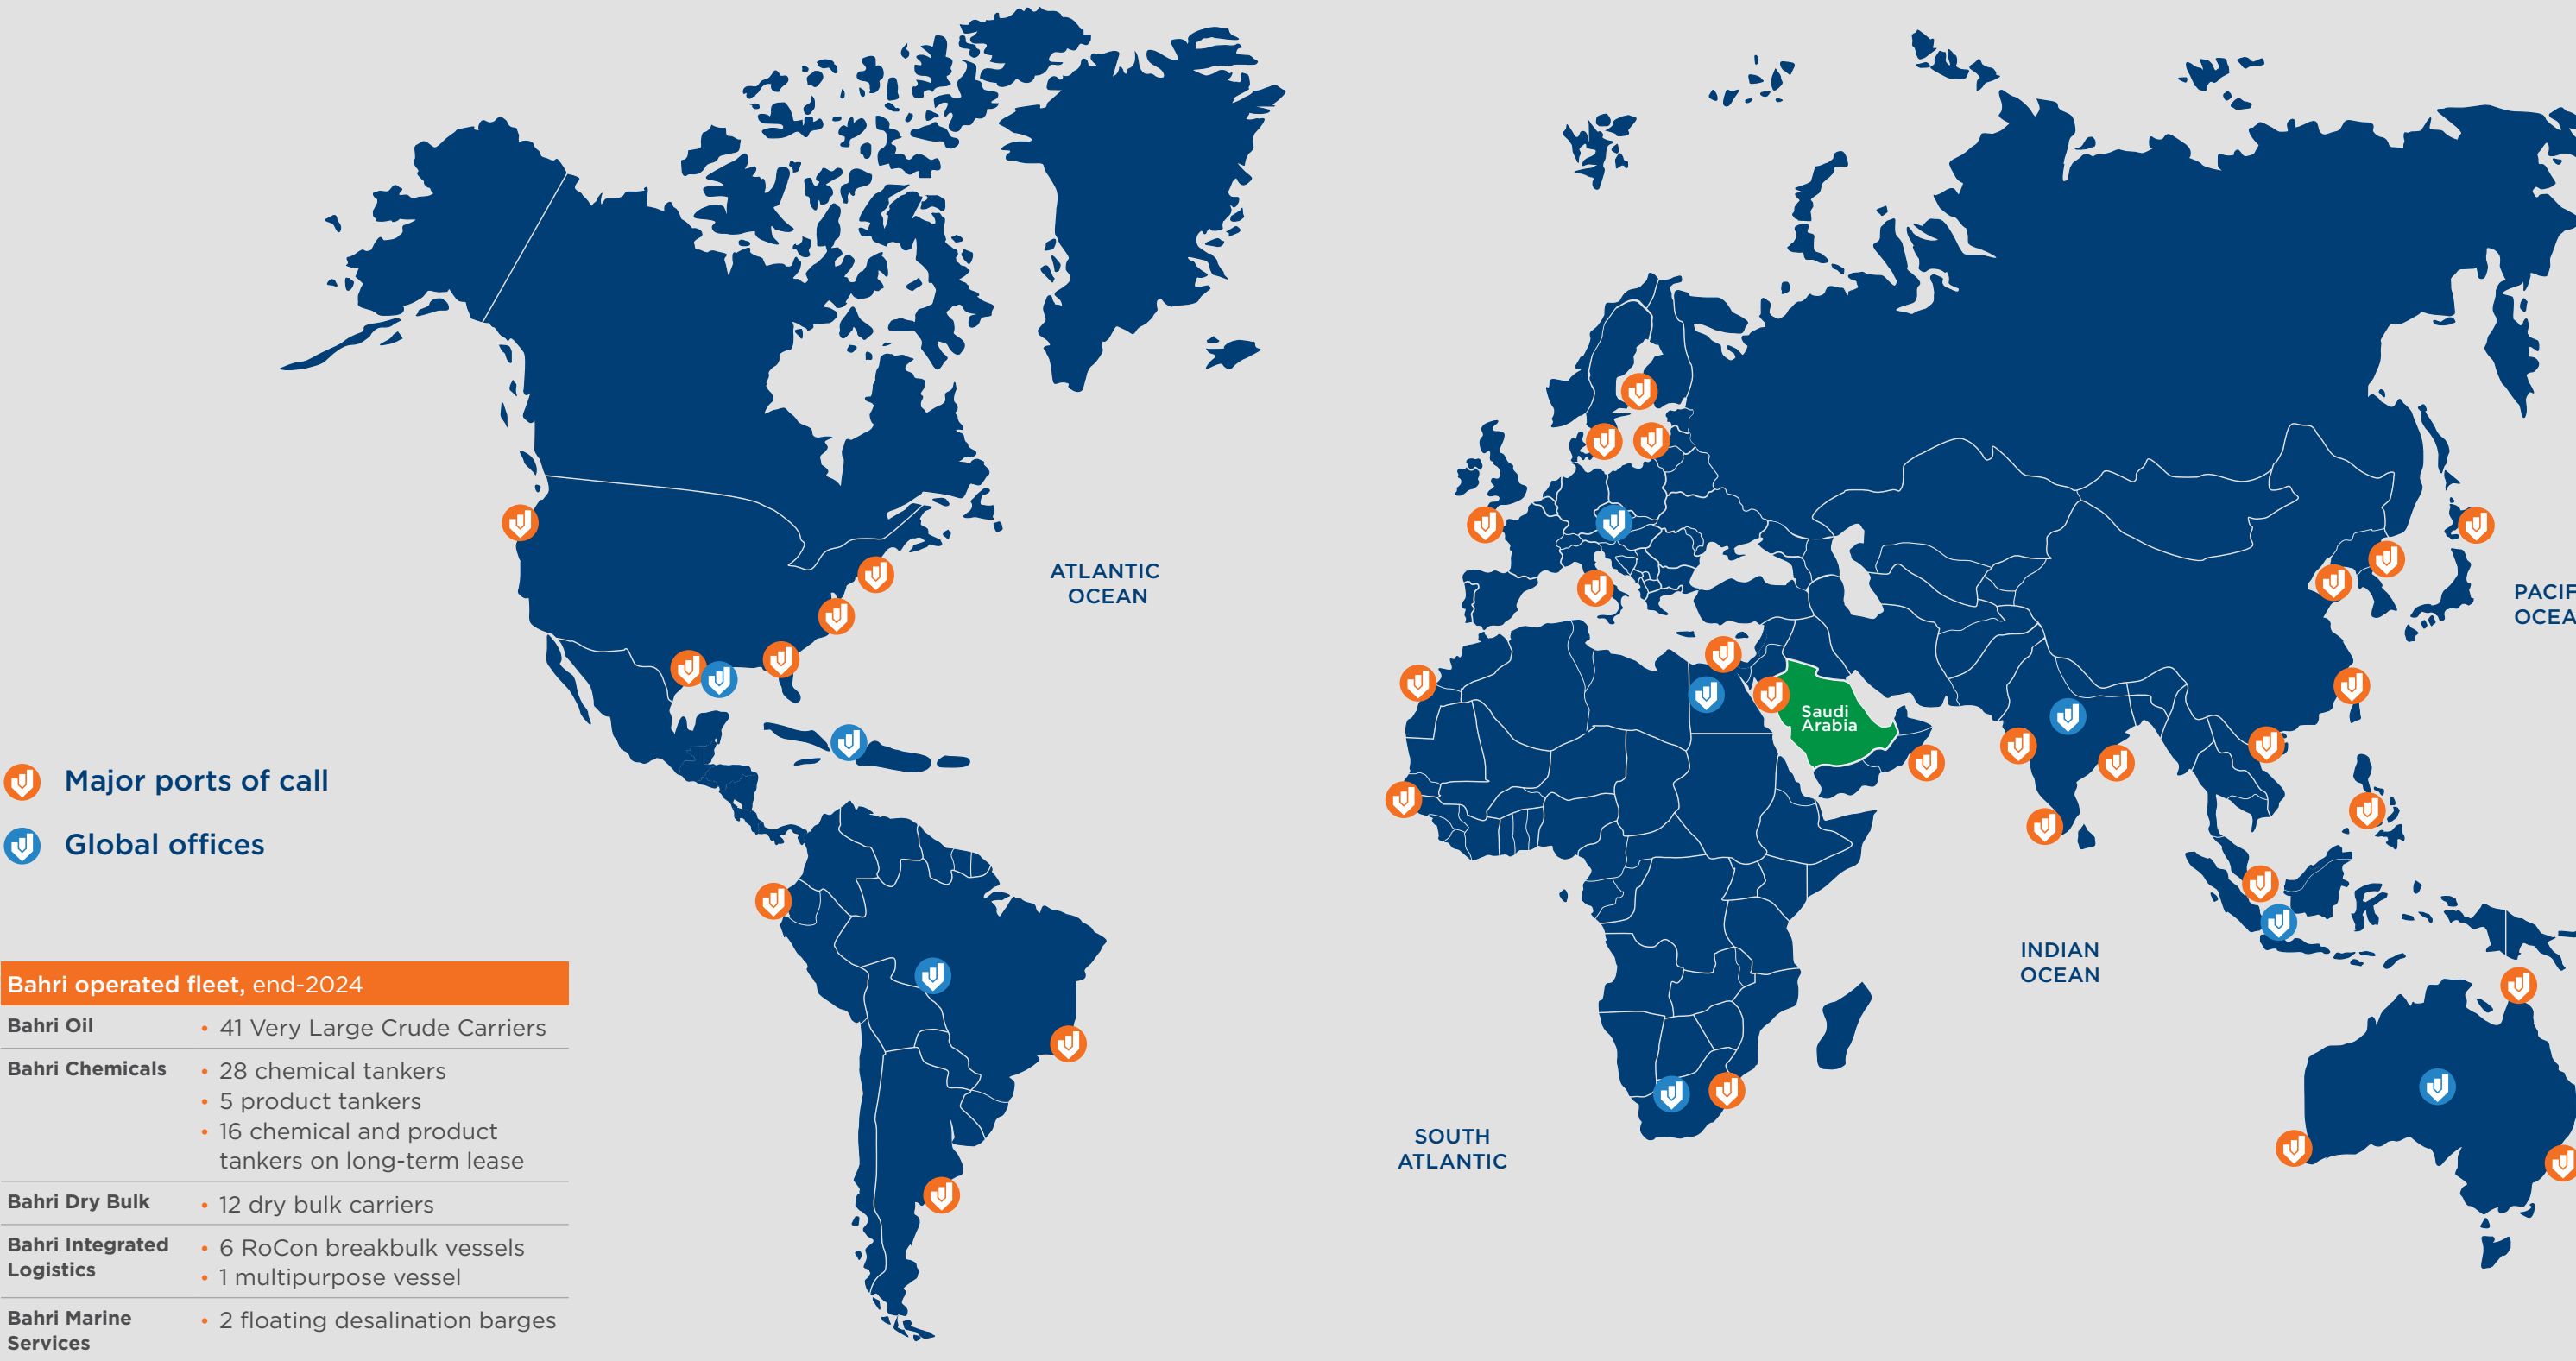 ATLANTIC
OCEAN
PACIF
OCEA
Saudi
Arabia
Major ports of call
Global offices
INDIAN
OCEAN
SOUTH
ATLANTIC
Bahri operated fleet, end-2024
Bahri Oil
• 41 Very Large Crude Carriers
Bahri Chemicals
• 28 chemical tankers
• 5 product tankers
• 16 chemical and product
tankers on long-term lease
Bahri Dry Bulk
• 12 dry bulk carriers
Bahri Integrated
Logistics
• 6 RoCon breakbulk vessels
• 1 multipurpose vessel
Bahri Marine
Services
• 2 floating desalination barges